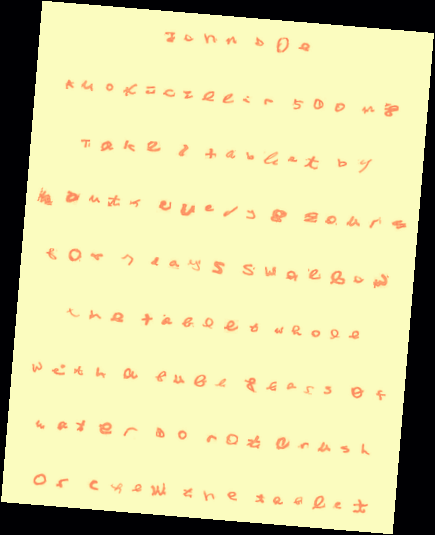 John Doe
Amoxicillin 500 mg
Take 1 tablet by
mouth every 8 hours
for 7 days Swallow
the tablet whole
with a full glass of
water Do not crush
or chew the tablet